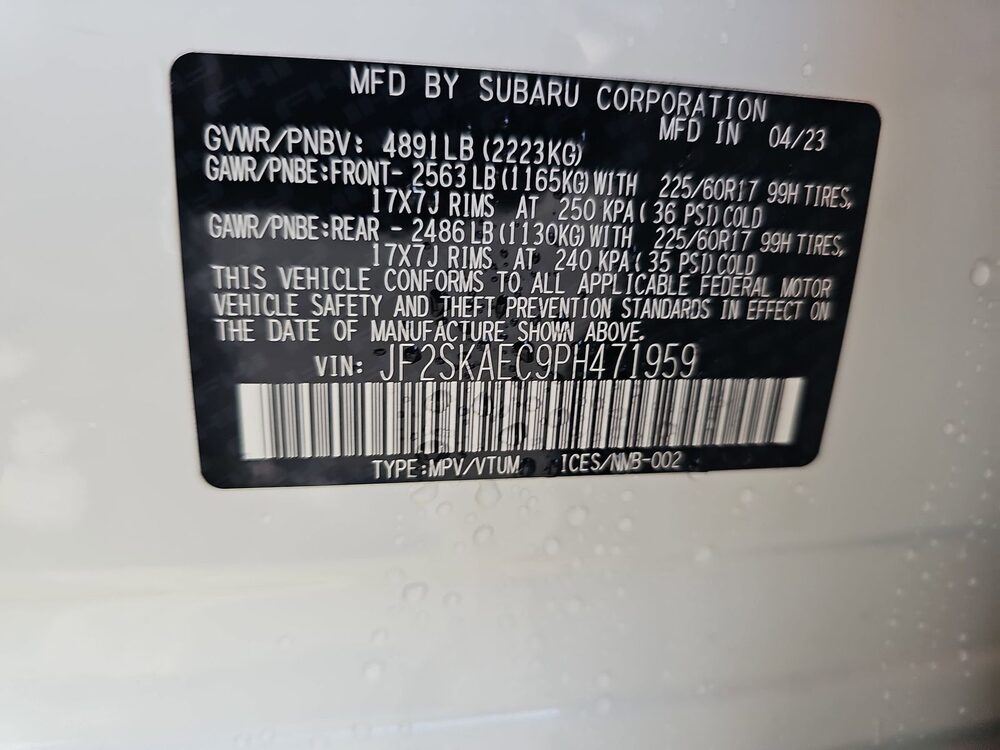 MFD BY SUBARU CORPORATION
MFD IN 04/23
GVWR/PNBV: 4891LB (2223KG)
GAWR/PNBE:FRONT- 2563 LB (1165KG) WITH 225/60R17 99H TIRES,
17X7J RIMS AT 250 KPA ( 36 PSI) COLD
GAWR/PNBE:REAR - 2486 LB (1130KG) WITH 225/60R17 99H TIRES,
17X7J RIMS AT 240 KPA ( 35 PSI) COLD
THIS VEHICLE CONFORMS TO ALL APPLICABLE FEDERAL MOTOR
VEHICLE SAFETY AND THEFT PREVENTION STANDARDS IN EFFECT ON
THE DATE OF MANUFACTURE SHOWN ABOVE.
VIN: JF2SKAEC9PH471959
TYPE:MPV/VTUM ICES/NMB-002